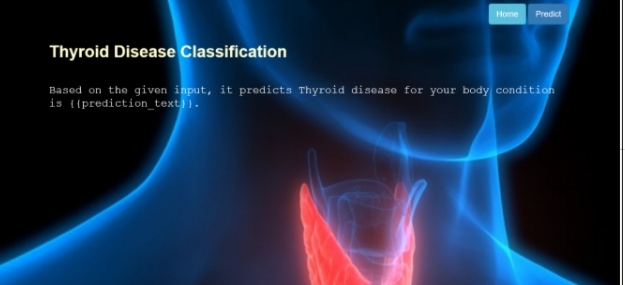 Home Predict
Thyroid Disease Classification
Based on the given input, it predicts Thyroid disease for your body condition
is {{prediction_text}}.